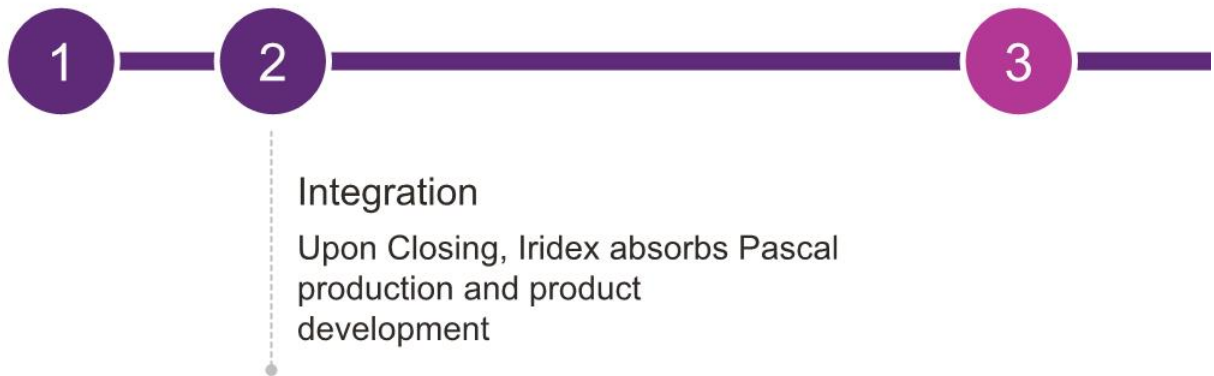 1 2 3
Integration
Upon Closing, Iridex absorbs Pascal
production and product
development